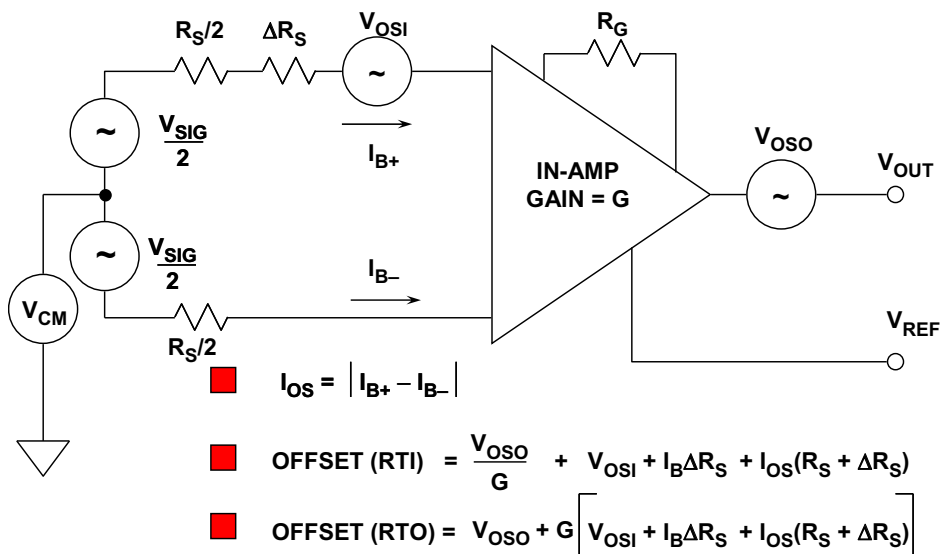 R_S/2
ΔR_S
V_OSI
R_G
~
~
V_SIG
2
I_B+
IN-AMP
GAIN = G
V_OSO
~
V_OUT
~
V_SIG
2
I_B–
V_CM
R_S/2
V_REF
I_OS = | I_B+ – I_B– |
OFFSET (RTI) = V_OSO/G + V_OSI + I_BΔR_S + I_OS(R_S + ΔR_S)
OFFSET (RTO) = V_OSO + G [V_OSI + I_BΔR_S + I_OS(R_S + ΔR_S)]